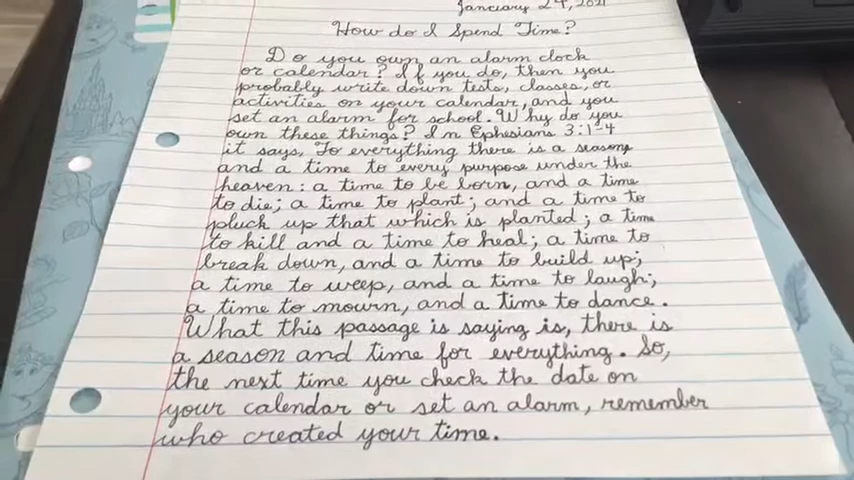 January 24, 2021
How do I Spend Time?
Do you own an alarm clock
or calendar? If you do, then you
probably write down tests, classes, or
activities on your calendar, and you
set an alarm for school. Why do you
own these things? In Ephesians 3:1-4
it says, To everything there is a season,
and a time to every purpose under the
heaven: a time to be born, and a time
to die; a time to plant; and a time to
pluck up that which is planted; a time
to kill and a time to heal; a time to
break down, and a time to build up;
a time to weep, and a time to laugh;
a time to mourn, and a time to dance.
What this passage is saying is, there is
a season and time for everything. So,
the next time you check the date on
your calendar or set an alarm, remember
who created your time.